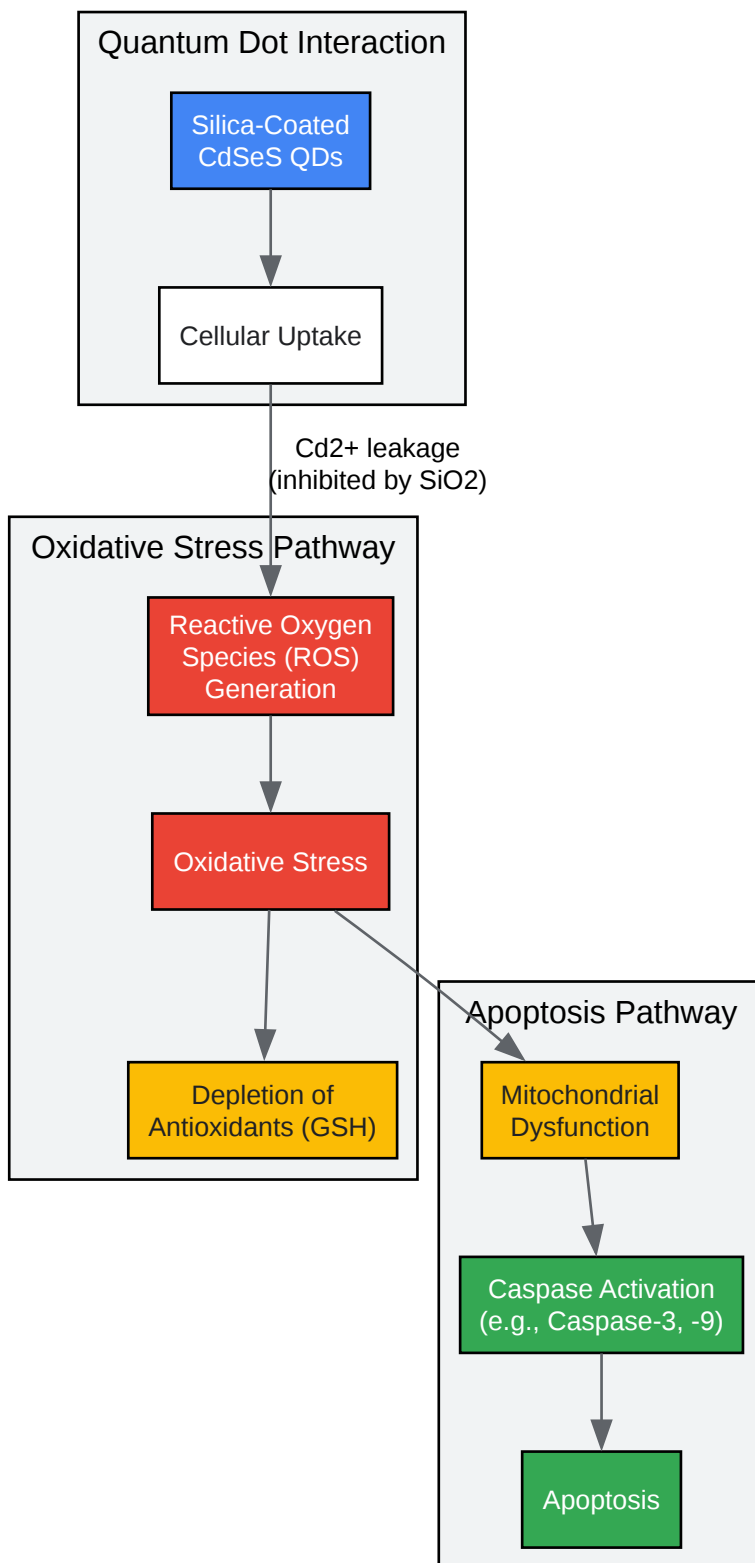 Quantum Dot Interaction
Silica-Coated
CdSeS QDs
Cellular Uptake
Cd2+ leakage
(inhibited by SiO2)
Oxidative Stress Pathway
Reactive Oxygen
Species (ROS)
Generation
Oxidative Stress
Apoptosis Pathway
Depletion of
Antioxidants (GSH)
Mitochondrial
Dysfunction
Caspase Activation
(e.g., Caspase-3, -9)
Apoptosis